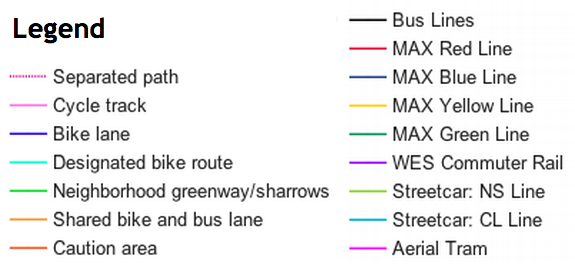 Legend
Separated path
Cycle track
Bike lane
Designated bike route
Neighborhood greenway/sharrows
Shared bike and bus lane
Caution area
Bus Lines
MAX Red Line
MAX Blue Line
MAX Yellow Line
MAX Green Line
WES Commuter Rail
Streetcar: NS Line
Streetcar: CL Line
Aerial Tram